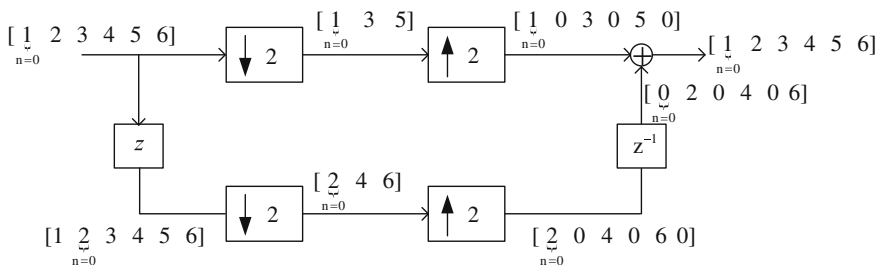 [ 1 2 3 4 5 6]
n=0
2
[ 1 3 5]
n=0
2
[ 1 0 3 0 5 0]
n=0
[ 1 2 3 4 5 6]
n=0
[ 0 2 0 4 0 6]
n=0
z
z⁻¹
[1 2 3 4 5 6]
n=0
2
[ 2 4 6]
n=0
2
[ 2 0 4 0 6 0]
n=0